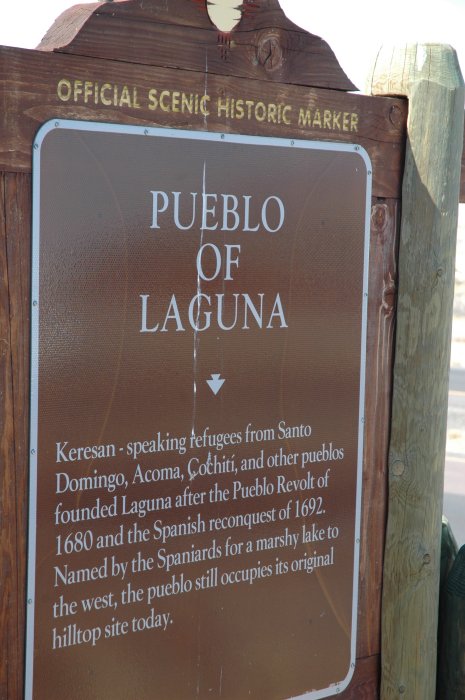 OFFICIAL SCENIC HISTORIC MARKER
PUEBLO
OF
LAGUNA
Keresan - speaking refugees from Santo
Domingo, Acoma, Cochití, and other pueblos
founded Laguna after the Pueblo Revolt of
1680 and the Spanish reconquest of 1692.
Named by the Spaniards for a marshy lake to
the west, the pueblo still occupies its original
hilltop site today.